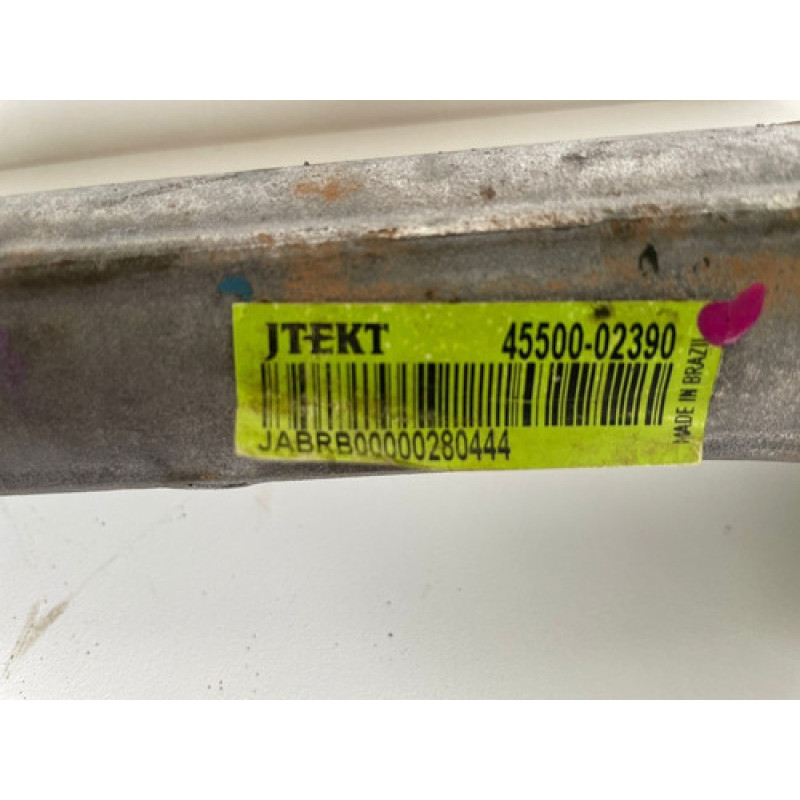 JTEKT 45500-02390
JABRB00000280444
MADE IN BRAZIL